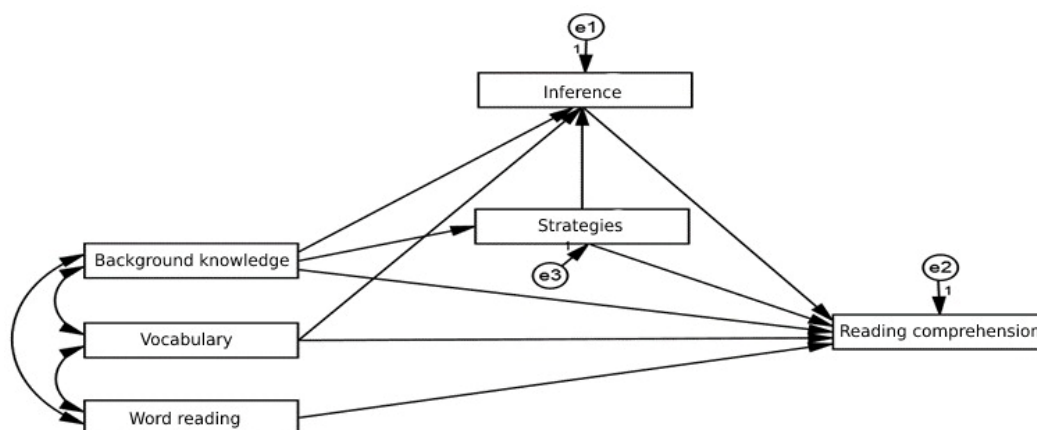 e1
1
Inference
Strategies
1
e3
Background knowledge
e2
1
Vocabulary
Reading comprehension
Word reading